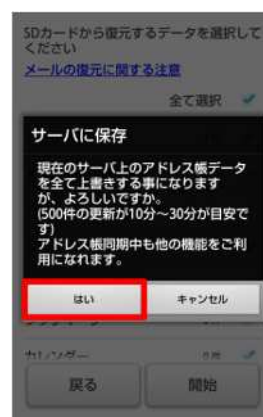 SDカードから復元するデータを選択して
ください
メールの復元に関する注意
全て選択
サーバに保存
現在のサーバ上のアドレス帳データ
を全て上書きする事になります
が、よろしいですか。
(500件の更新が10分～30分が目安で
す)
アドレス帳同期中も他の機能をご利
用になれます。
はい
キャンセル
カレンダー
戻る
開始